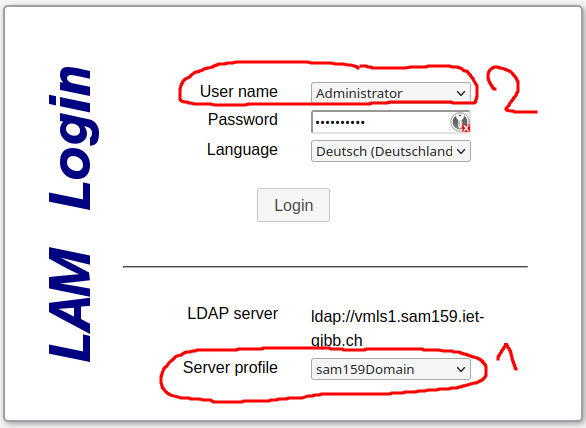 LAM Login
User name Administrator
2
Password ••••••••••
Language Deutsch (Deutschland
Login
LDAP server ldap://vmls1.sam159.iet-
gibb.ch
1
Server profile sam159Domain